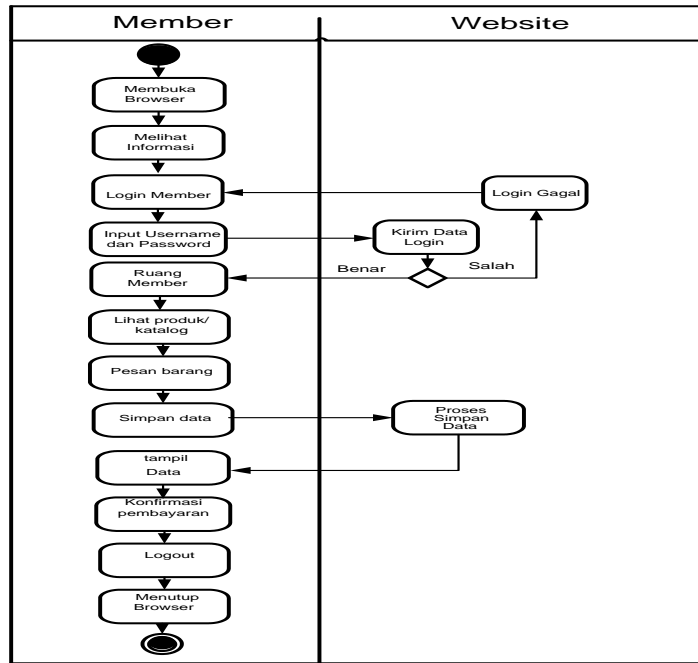 Member
Website
Membuka
Browser
Melihat
Informasi
Login Member
Login Gagal
Input Username
dan Password
Kirim Data
Login
Benar
Salah
Ruang
Member
Lihat produk/
katalog
Pesan barang
Simpan data
Proses
Simpan
Data
tampil
Data
Konfirmasi
pembayaran
Logout
Menutup
Browser